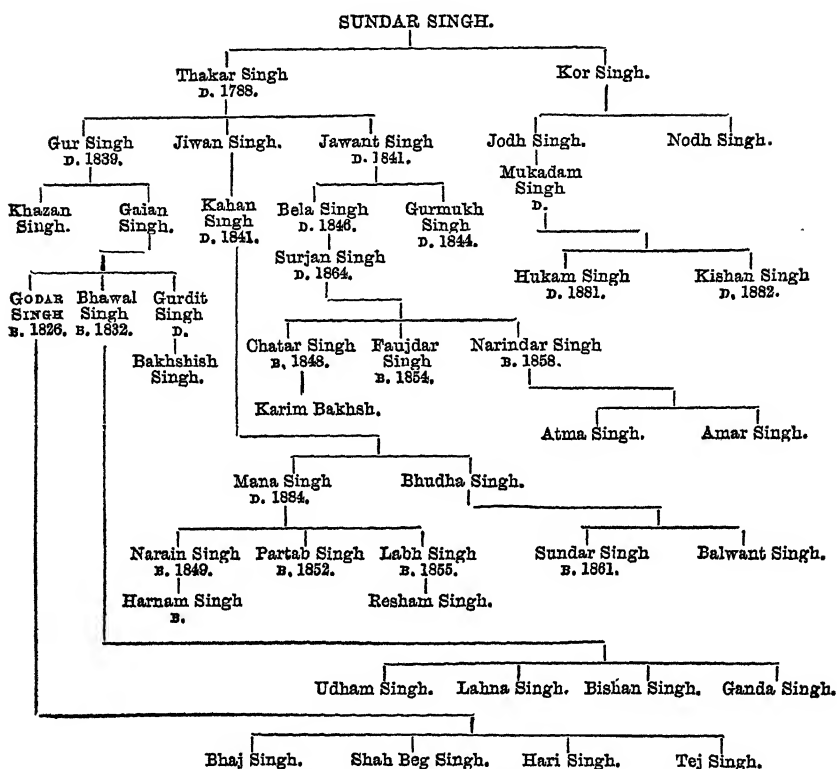 SUNDAR SINGH.
Thakar Singh Kor Singh.
D. 1788.
Gur Singh Jiwan Singh. Jawant Singh Jodh Singh. Nodh Singh.
D. 1839. D. 1841.
Mukadam
Singh
D.
Khazan Gaian Kahan Bela Singh Gurmukh
Singh. Singh. Singh D. 1846. Singh
D. 1841. D. 1844.
Surjan Singh Hukam Singh Kishan Singh
D. 1864. D. 1881. D. 1882.
GODAR Bhawal Gurdit
SINGH Singh Singh
B. 1826. B. 1832. D.
Bakhshish
Singh.
Chatar Singh Faujdar Narindar Singh
B. 1848. Singh B. 1858.
B. 1854.
Karim Bakhsh.
Atma Singh. Amar Singh.
Mana Singh Bhudha Singh.
D. 1884.
Narain Singh Partab Singh Labh Singh Sundar Singh Balwant Singh.
B. 1849. B. 1852. B. 1855. B. 1861.
Harnam Singh Resham Singh.
B.
Udham Singh. Lahna Singh. Bishan Singh. Ganda Singh.
Bhaj Singh. Shah Beg Singh. Hari Singh. Tej Singh.